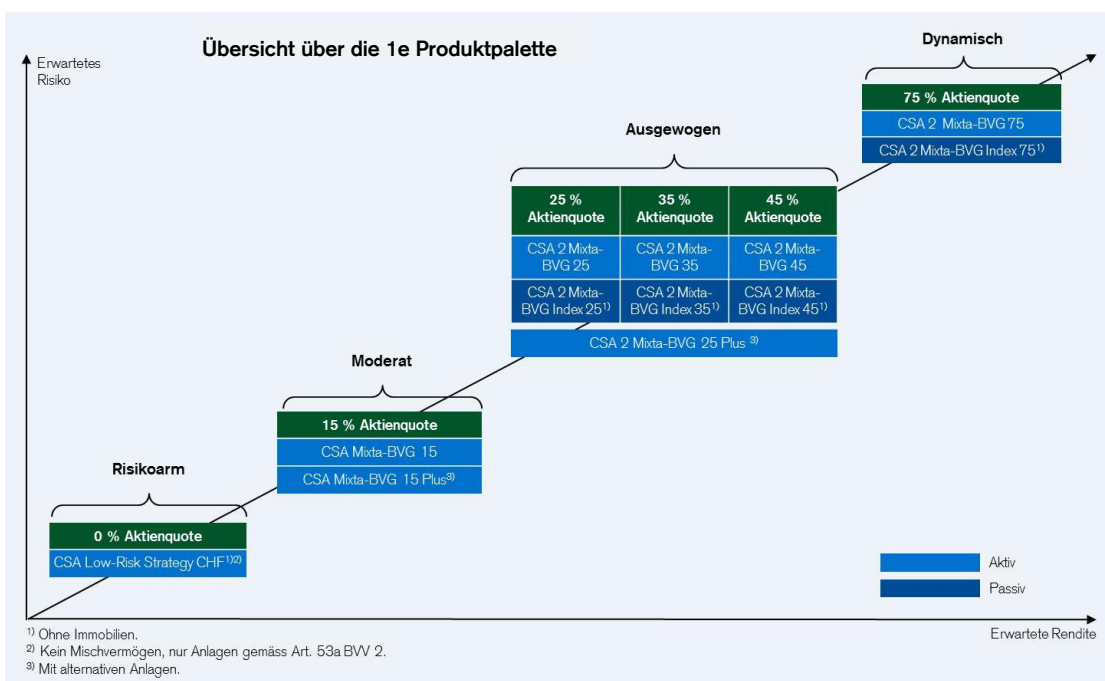 Übersicht über die 1e Produktpalette
Erwartetes
Risiko
Dynamisch
75 % Aktienquote
CSA 2 Mixta-BVG 75
CSA 2 Mixta-BVG Index 75¹⁾
Ausgewogen
25 %
Aktienquote
35 %
Aktienquote
45 %
Aktienquote
CSA 2 Mixta-
BVG 25
CSA 2 Mixta-
BVG 35
CSA 2 Mixta-
BVG 45
CSA 2 Mixta-
BVG Index 25¹⁾
CSA 2 Mixta-
BVG Index 35¹⁾
CSA 2 Mixta-
BVG Index 45¹⁾
CSA 2 Mixta-BVG 25 Plus ³⁾
Moderat
15 % Aktienquote
CSA Mixta-BVG 15
CSA Mixta-BVG 15 Plus³⁾
Risikoarm
0 % Aktienquote
CSA Low-Risk Strategy CHF¹⁾²⁾
Aktiv
Passiv
Erwartete Rendite
¹⁾ Ohne Immobilien.
²⁾ Kein Mischvermögen, nur Anlagen gemäss Art. 53a BVV 2.
³⁾ Mit alternativen Anlagen.